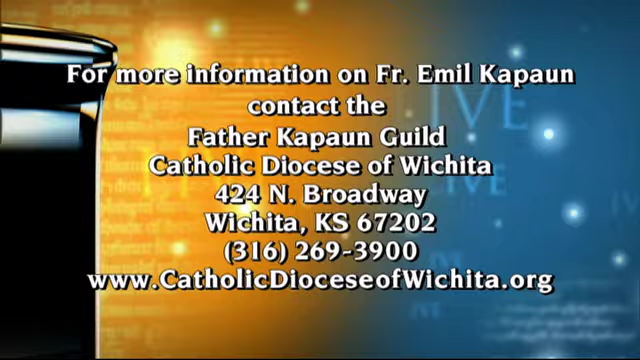 For more information on Fr. Emil Kapaun
contact the
Father Kapaun Guild
Catholic Diocese of Wichita
424 N. Broadway
Wichita, KS 67202
(316) 269-3900
www.CatholicDioceseofWichita.org